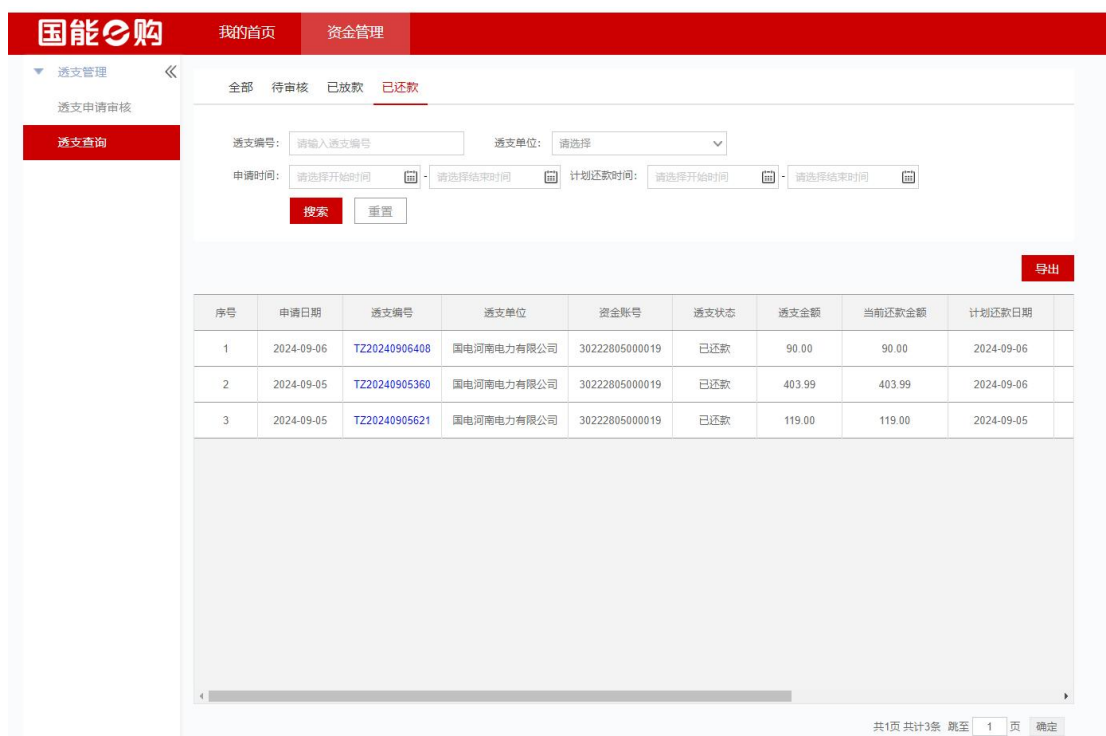 国能e购 我的首页 资金管理
透支管理
透支申请审核
透支查询
全部 待审核 已放款 已还款
透支编号: 请输入透支编号 透支单位: 请选择
申请时间: 请选择开始时间 - 请选择结束时间 计划还款时间: 请选择开始时间 - 请选择结束时间
搜索 重置
导出
序号 申请日期 透支编号 透支单位 资金账号 透支状态 透支金额 当前还款金额 计划还款日期
1 2024-09-06 TZ20240906408 国电河南电力有限公司 30222805000019 已还款 90.00 90.00 2024-09-06
2 2024-09-05 TZ20240905360 国电河南电力有限公司 30222805000019 已还款 403.99 403.99 2024-09-06
3 2024-09-05 TZ20240905621 国电河南电力有限公司 30222805000019 已还款 119.00 119.00 2024-09-05
共1页 共计3条 跳至 1 页 确定